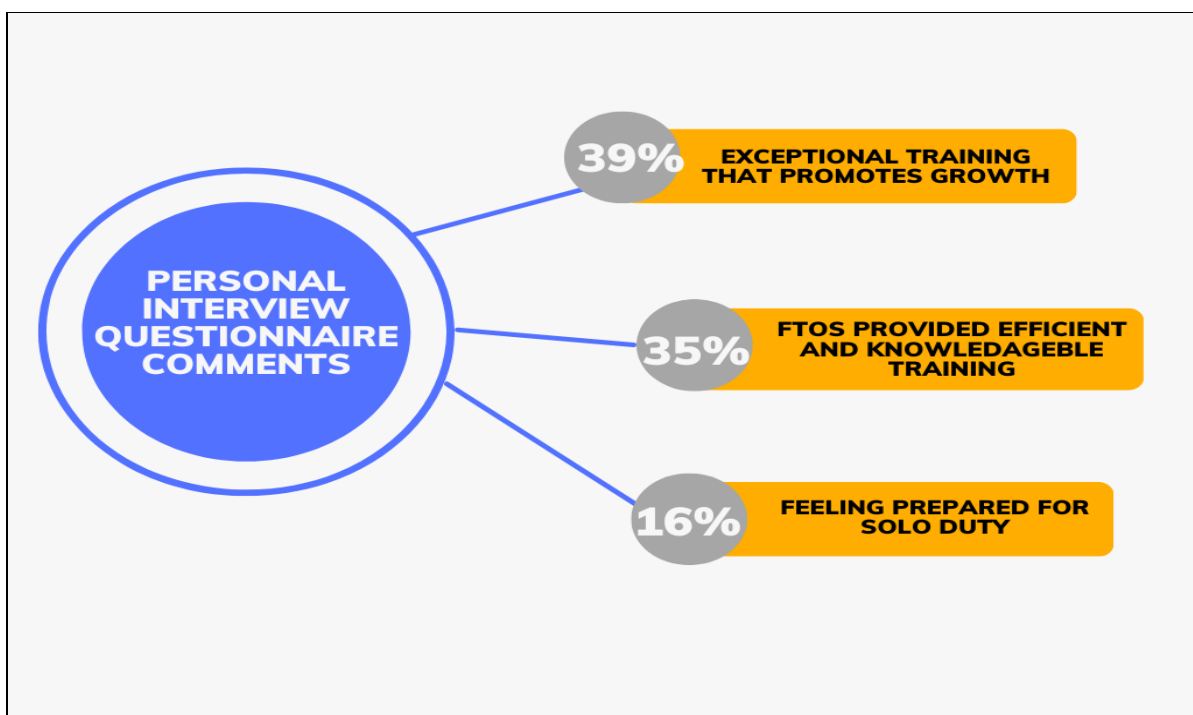 PERSONAL
INTERVIEW
QUESTIONNAIRE
COMMENTS
39%
EXCEPTIONAL TRAINING
THAT PROMOTES GROWTH
35%
FTOS PROVIDED EFFICIENT
AND KNOWLEDAGEBLE
TRAINING
16%
FEELING PREPARED FOR
SOLO DUTY